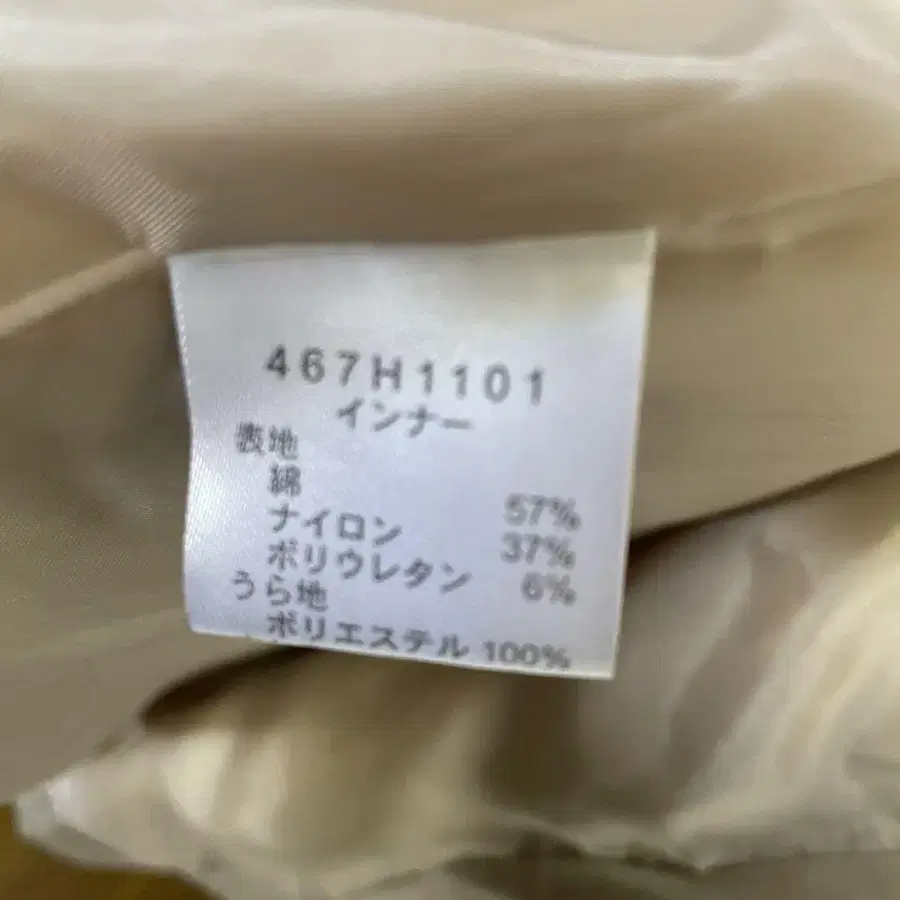 467H1101
インナー
表地
綿 57%
ナイロン 37%
ポリウレタン 6%
うら地
ポリエステル 100%